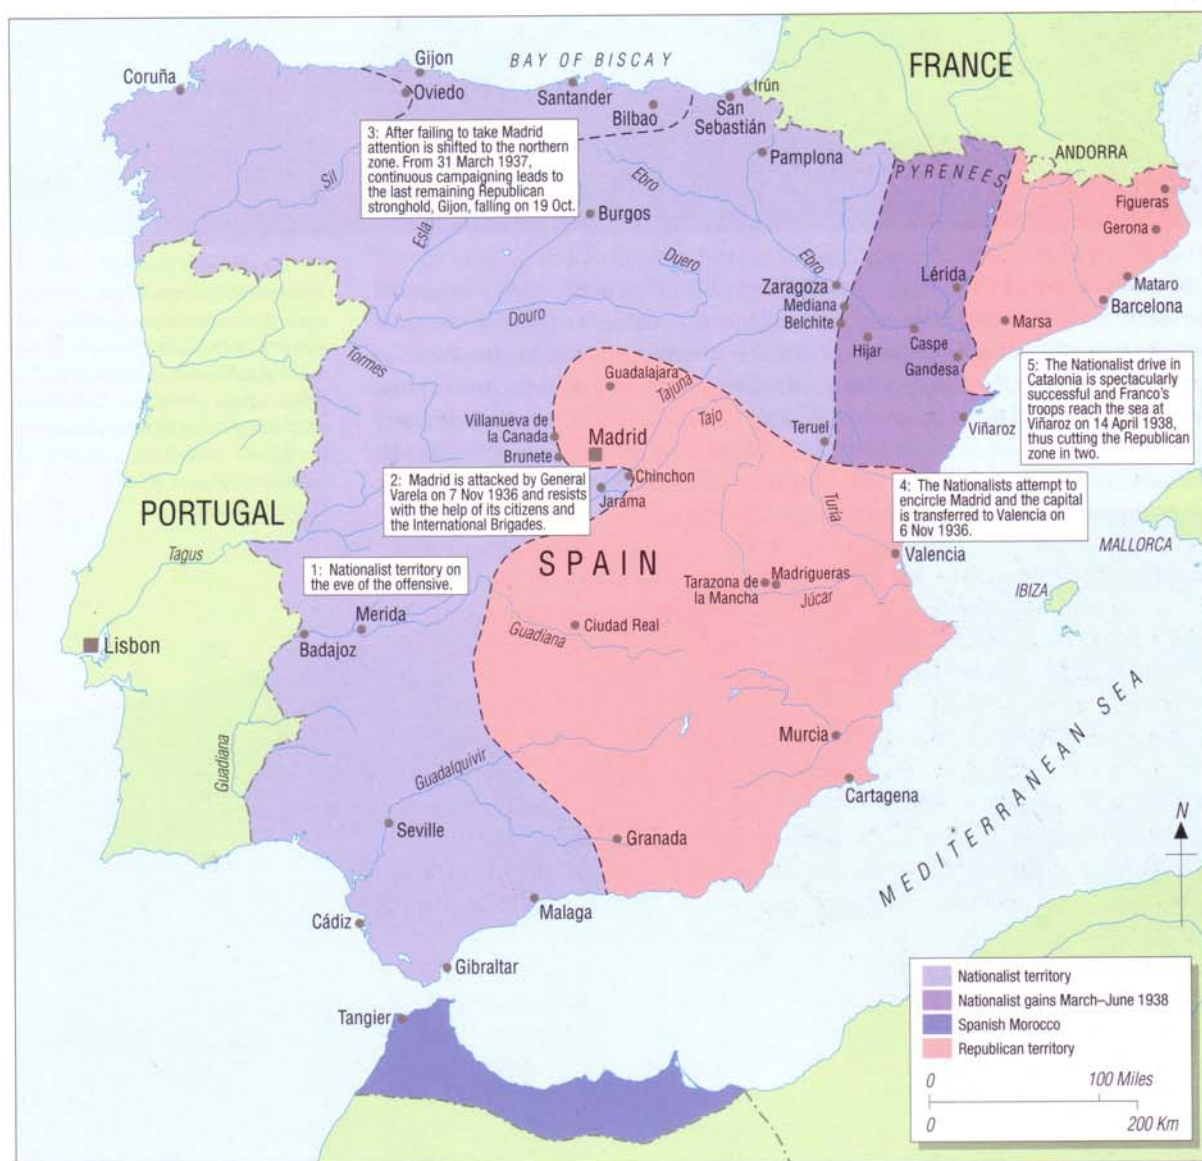 BAY OF BISCAY
FRANCE
Coruña
Gijon
Oviedo
Santander
Bilbao
San
Sebastián
Irún
Pamplona
PYRENEES
ANDORRA
3: After failing to take Madrid
attention is shifted to the northern
zone. From 31 March 1937,
continuous campaigning leads to
the last remaining Republican
stronghold, Gijon, falling on 19 Oct.
Sil
Esla
Ebro
Burgos
Duero
Douro
Ebro
Zaragoza
Mediana
Belchite
Hijar
Caspe
Gandesa
Lérida
Marsa
Figueras
Gerona
Mataro
Barcelona
5: The Nationalist drive in
Catalonia is spectacularly
successful and Franco's
troops reach the sea at
Viñaroz on 14 April 1938,
thus cutting the Republican
zone in two.
Tormes
Guadalajara
Tajuna
Tajo
Villanueva de
la Canada
Brunete
Madrid
Chinchon
Jarama
Teruel
Viñaroz
2: Madrid is attacked by General
Varela on 7 Nov 1936 and resists
with the help of its citizens and
the International Brigades.
4: The Nationalists attempt to
encircle Madrid and the capital
is transferred to Valencia on
6 Nov 1936.
PORTUGAL
Tagus
SPAIN
Turia
Valencia
MALLORCA
IBIZA
1: Nationalist territory on
the eve of the offensive.
Tarazona de
la Mancha
Madrigueras
Júcar
Merida
Badajoz
Lisbon
Guadiana
Ciudad Real
Guadiana
Guadalquivir
Murcia
Cartagena
Seville
Granada
MEDITERRANEAN SEA
N
Cádiz
Malaga
Gibraltar
Tangier
Nationalist territory
Nationalist gains March–June 1938
Spanish Morocco
Republican territory
0 100 Miles
0 200 Km